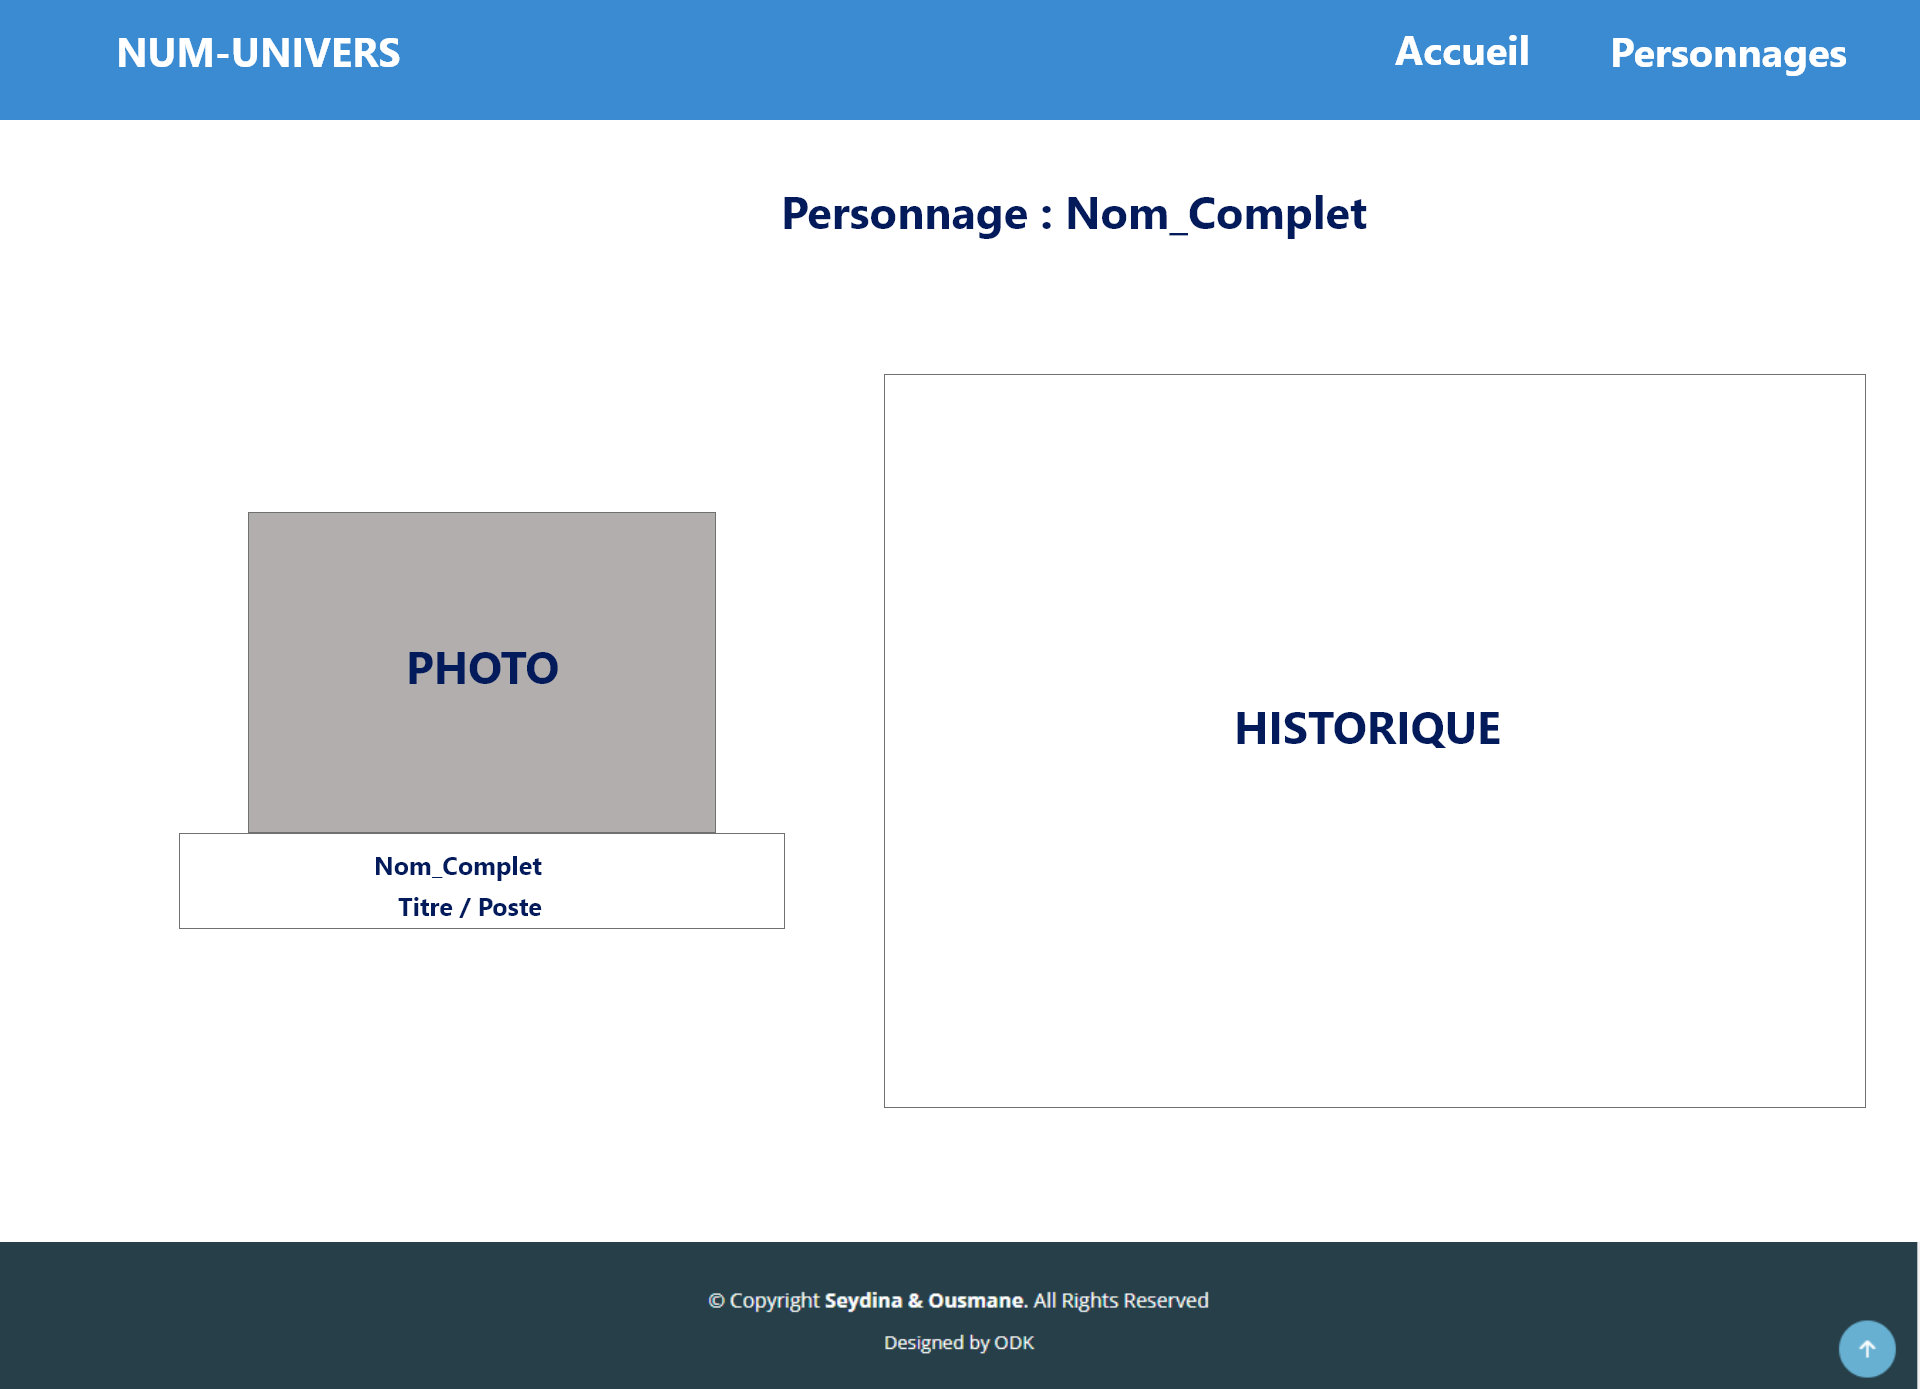 NUM-UNIVERS
Accueil
Personnages
Personnage : Nom_Complet
PHOTO
Nom_Complet
Titre / Poste
HISTORIQUE
© Copyright Seydina & Ousmane. All Rights Reserved
Designed by ODK